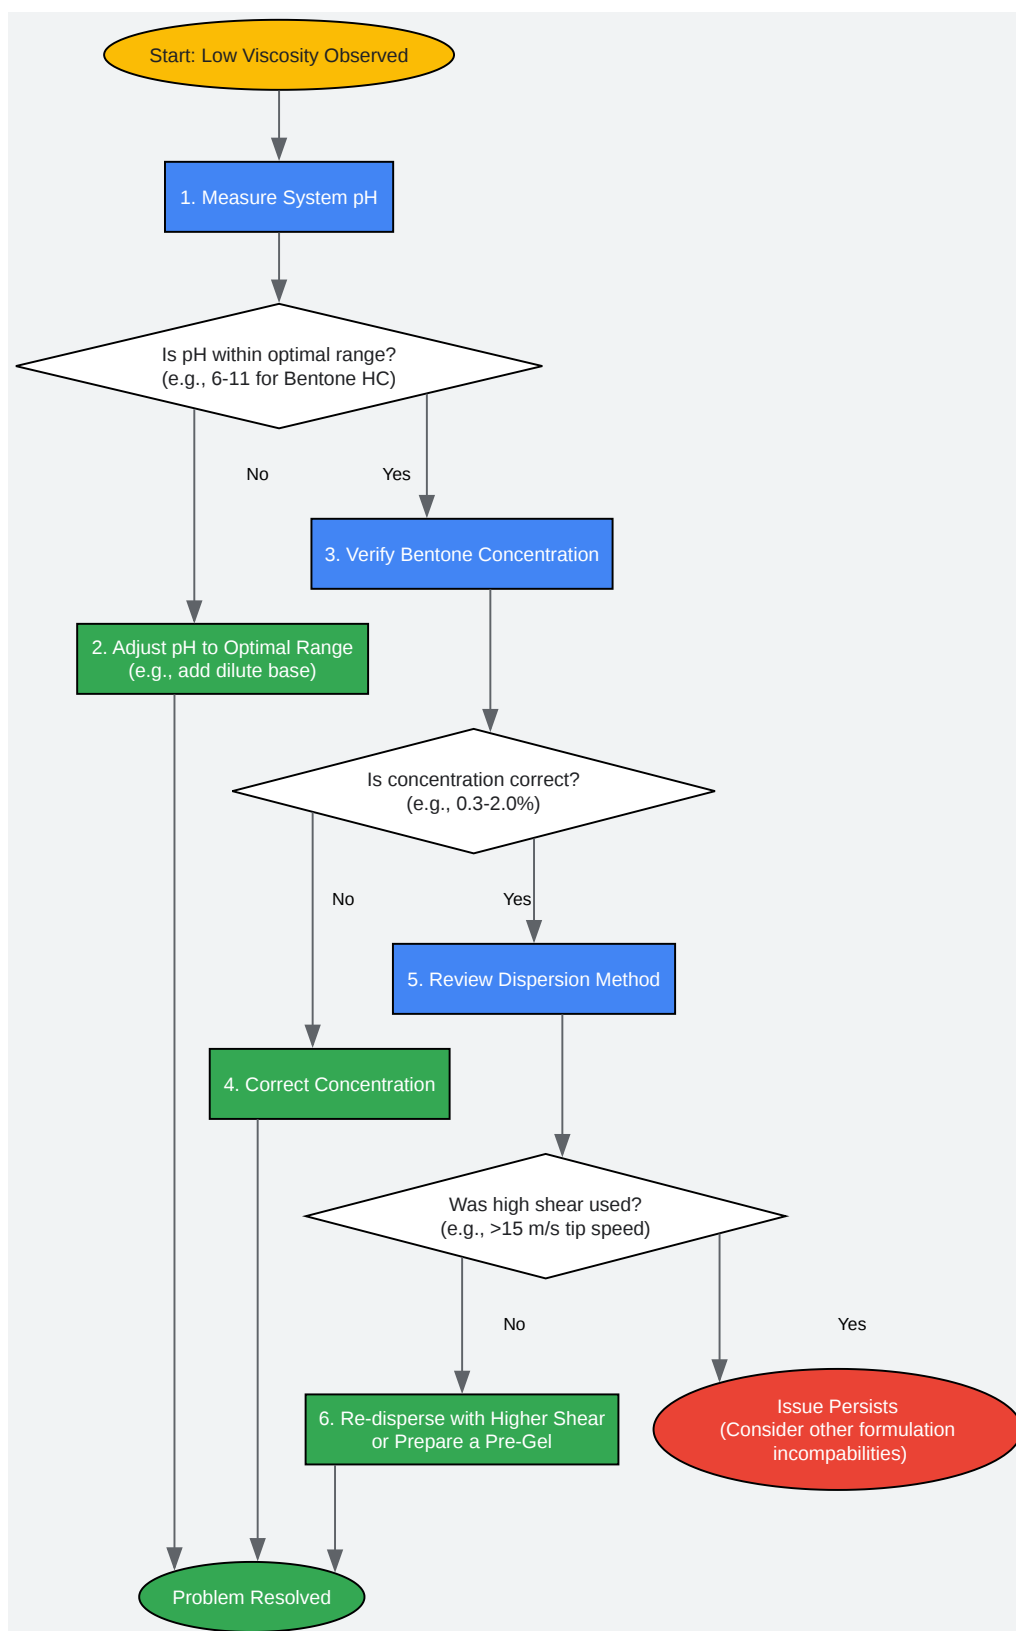 Start: Low Viscosity Observed
1. Measure System pH
Is pH within optimal range?
(e.g., 6-11 for Bentone HC)
No
Yes
3. Verify Bentone Concentration
2. Adjust pH to Optimal Range
(e.g., add dilute base)
Is concentration correct?
(e.g., 0.3-2.0%)
No
Yes
5. Review Dispersion Method
4. Correct Concentration
Was high shear used?
(e.g., >15 m/s tip speed)
No
Yes
6. Re-disperse with Higher Shear
or Prepare a Pre-Gel
Issue Persists
(Consider other formulation
incompabilities)
Problem Resolved